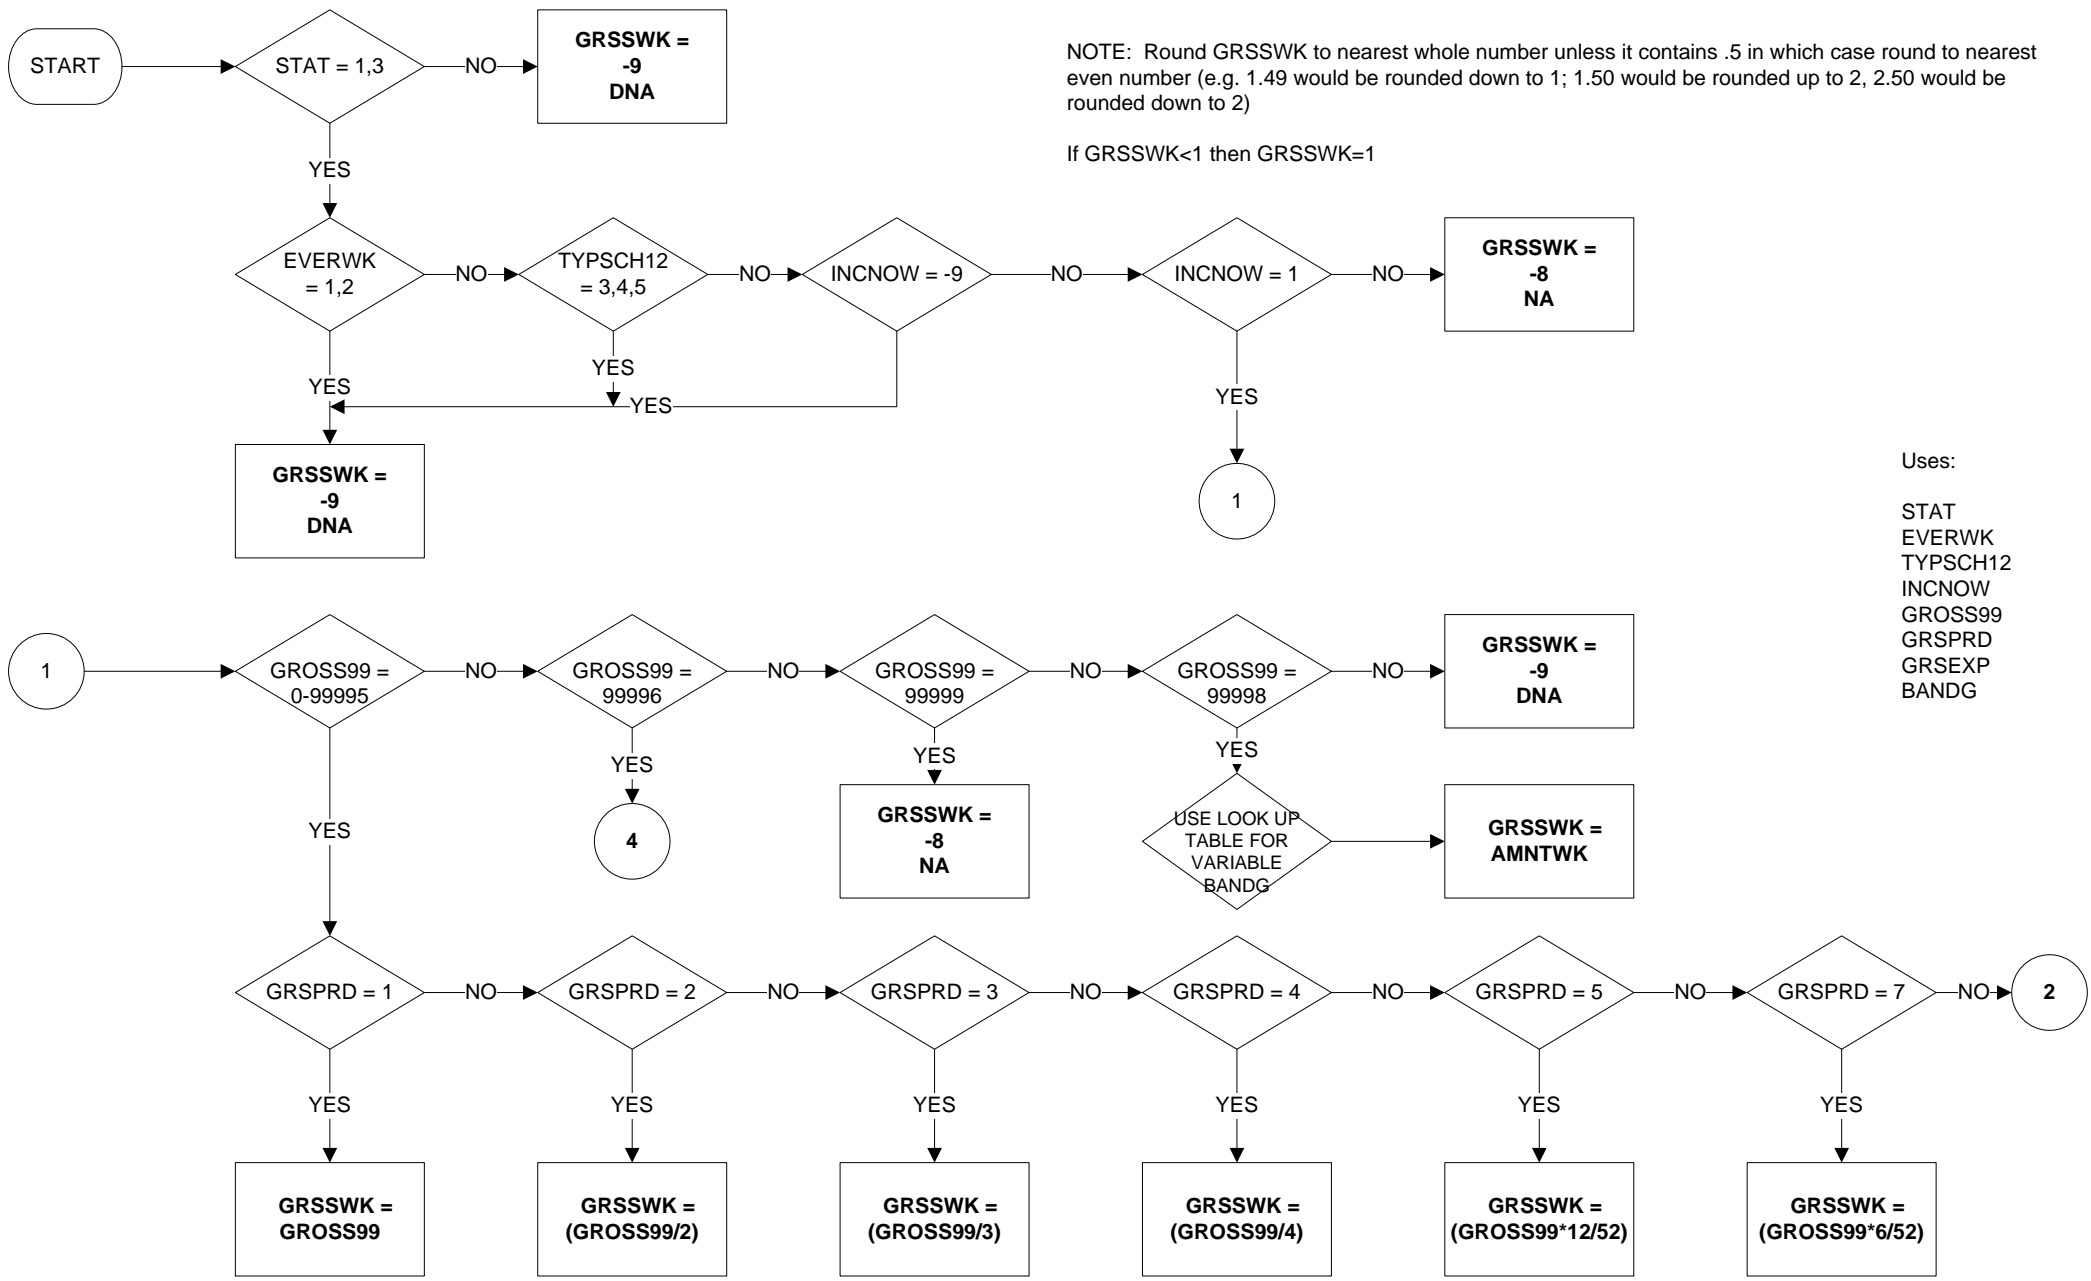 START
STAT = 1,3
NO
GRSSWK =
-9
DNA
NOTE:  Round GRSSWK to nearest whole number unless it contains .5 in which case round to nearest
even number (e.g. 1.49 would be rounded down to 1; 1.50 would be rounded up to 2, 2.50 would be
rounded down to 2)
If GRSSWK<1 then GRSSWK=1
YES
EVERWK
= 1,2
NO
TYPSCH12
= 3,4,5
NO
INCNOW = -9
NO
INCNOW = 1
NO
GRSSWK =
-8
NA
YES
YES
YES
YES
GRSSWK =
-9
DNA
1
Uses:
STAT
EVERWK
TYPSCH12
INCNOW
GROSS99
GRSPRD
GRSEXP
BANDG
1
GROSS99 =
0-99995
NO
GROSS99 =
99996
NO
GROSS99 =
99999
NO
GROSS99 =
99998
NO
GRSSWK =
-9
DNA
YES
YES
YES
YES
4
GRSSWK =
-8
NA
USE LOOK UP
TABLE FOR
VARIABLE
BANDG
GRSSWK =
AMNTWK
GRSPRD = 1
NO
GRSPRD = 2
NO
GRSPRD = 3
NO
GRSPRD = 4
NO
GRSPRD = 5
NO
GRSPRD = 7
NO
2
YES
YES
YES
YES
YES
YES
GRSSWK =
GROSS99
GRSSWK =
(GROSS99/2)
GRSSWK =
(GROSS99/3)
GRSSWK =
(GROSS99/4)
GRSSWK =
(GROSS99*12/52)
GRSSWK =
(GROSS99*6/52)